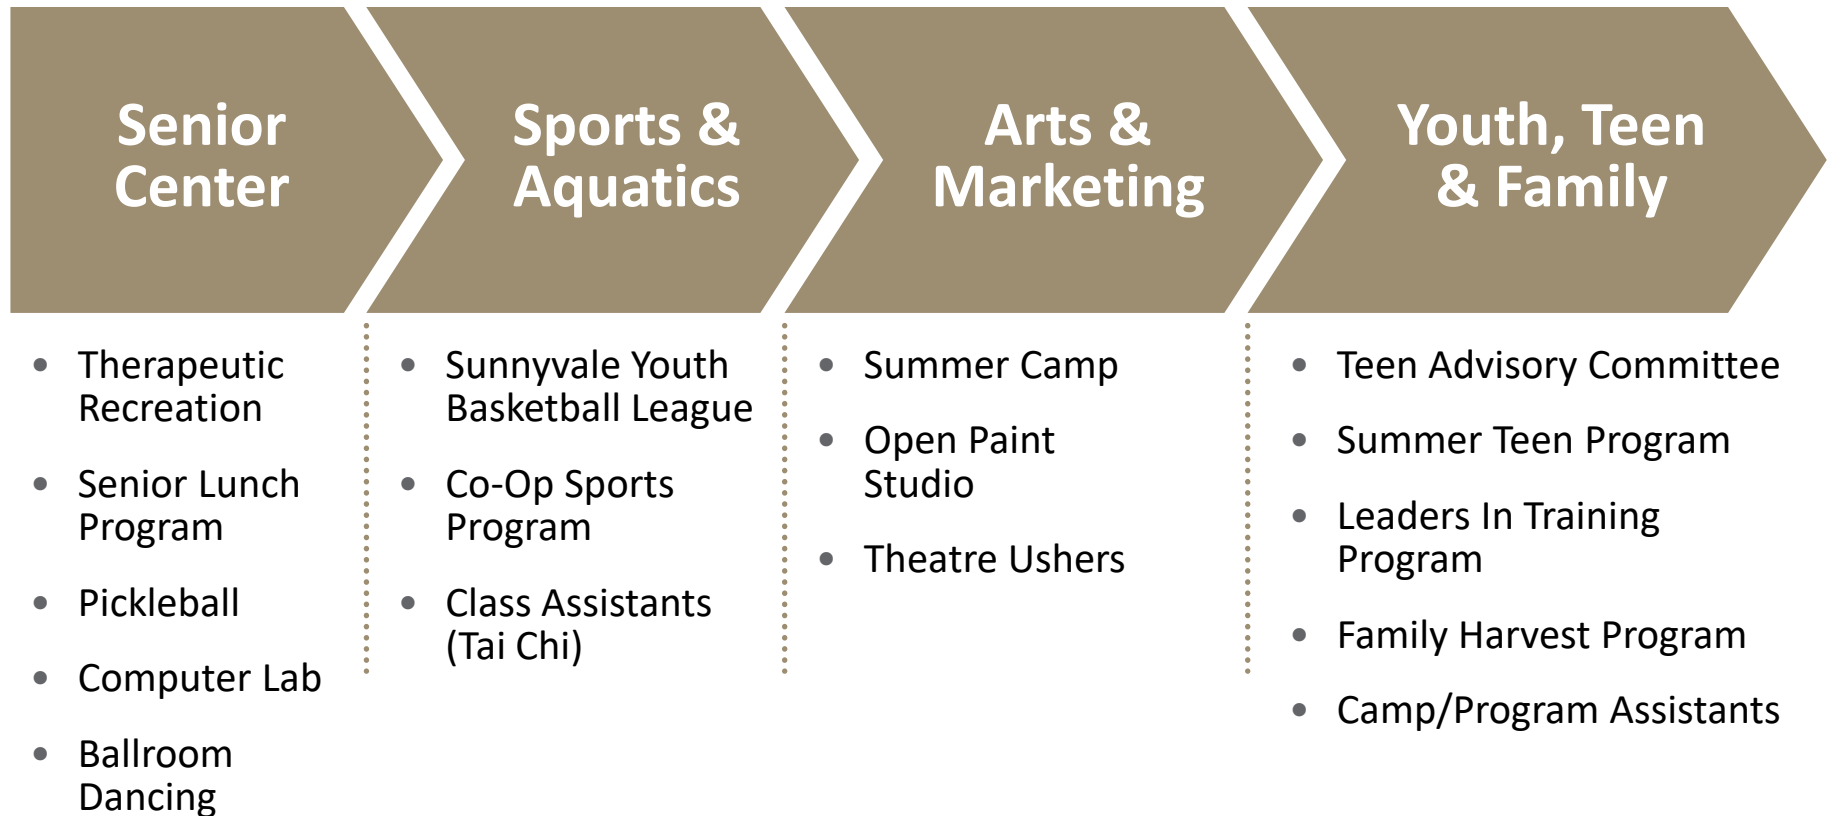 Senior
Center
Therapeutic
Recreation
Senior Lunch
Program
Pickleball
Computer Lab
Ballroom
Dancing
Sports &
Aquatics
Sunnyvale Youth
Basketball League
Co-Op Sports
Program
Class Assistants
(Tai Chi)
Arts &
Marketing
Summer Camp
Open Paint
Studio
Theatre Ushers
Youth, Teen
& Family
Teen Advisory Committee
Summer Teen Program
Leaders In Training
Program
Family Harvest Program
Camp/Program Assistants